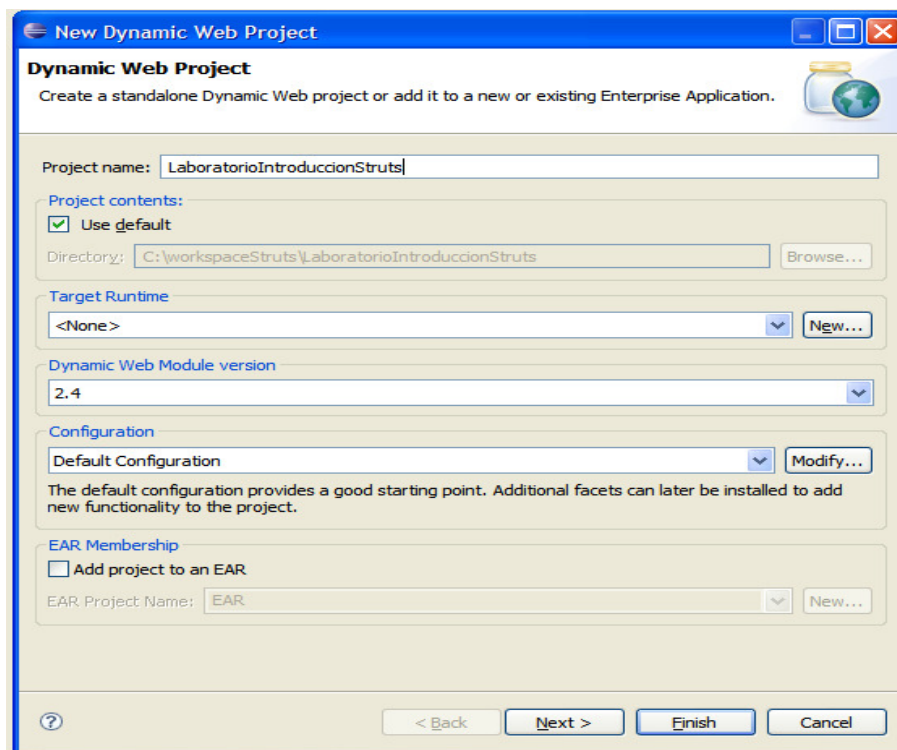 New Dynamic Web Project
Dynamic Web Project
Create a standalone Dynamic Web project or add it to a new or existing Enterprise Application.
Project name: LaboratorioIntroduccionStruts
Project contents:
Use default
Directory: C:\workspaceStruts\LaboratorioIntroduccionStruts Browse...
Target Runtime
<None> New...
Dynamic Web Module version
2.4
Configuration
Default Configuration Modify...
The default configuration provides a good starting point. Additional facets can later be installed to add
new functionality to the project.
EAR Membership
Add project to an EAR
EAR Project Name: EAR New...
? < Back Next > Finish Cancel